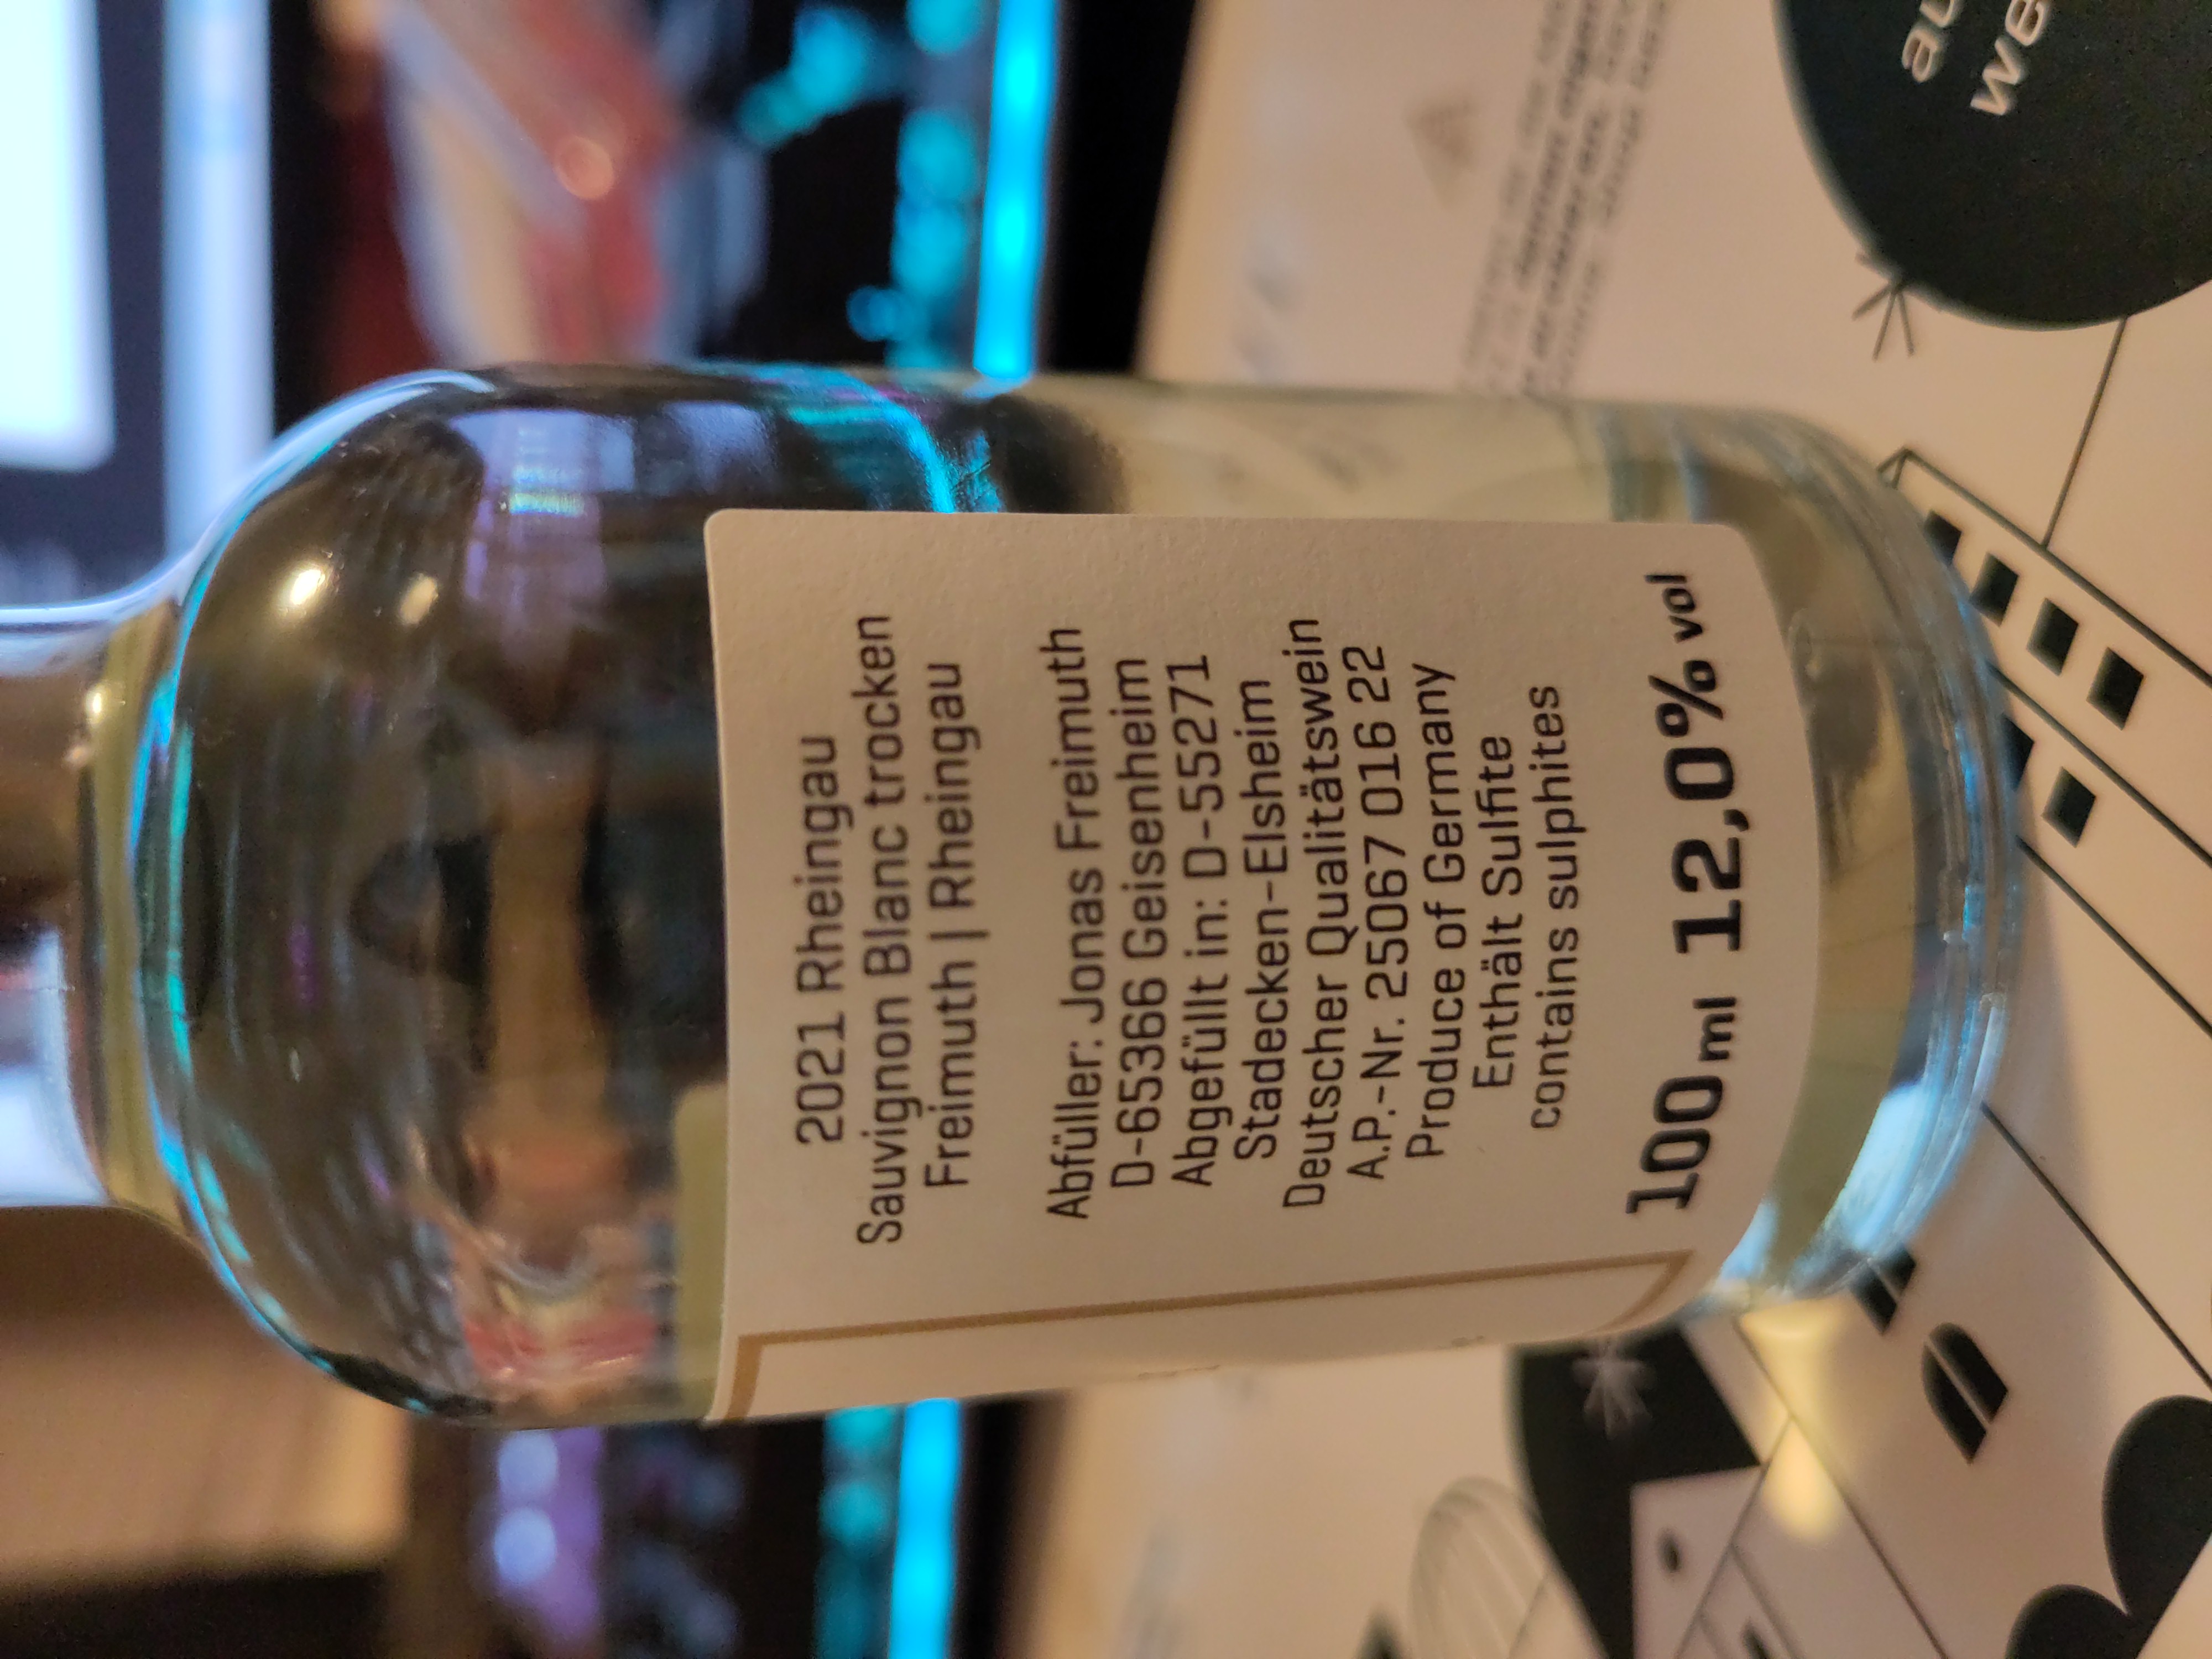 2021 Rheingau
Sauvignon Blanc trocken
Freimuth | Rheingau
Abfüller: Jonas Freimuth
D-65366 Geisenheim
Abgefüllt in: D-55271
Stadecken-Elsheim
Deutscher Qualitätswein
A.P.-Nr. 25067 016 22
Produce of Germany
Enthält Sulfite
contains sulphites
100 ml 12,0% vol